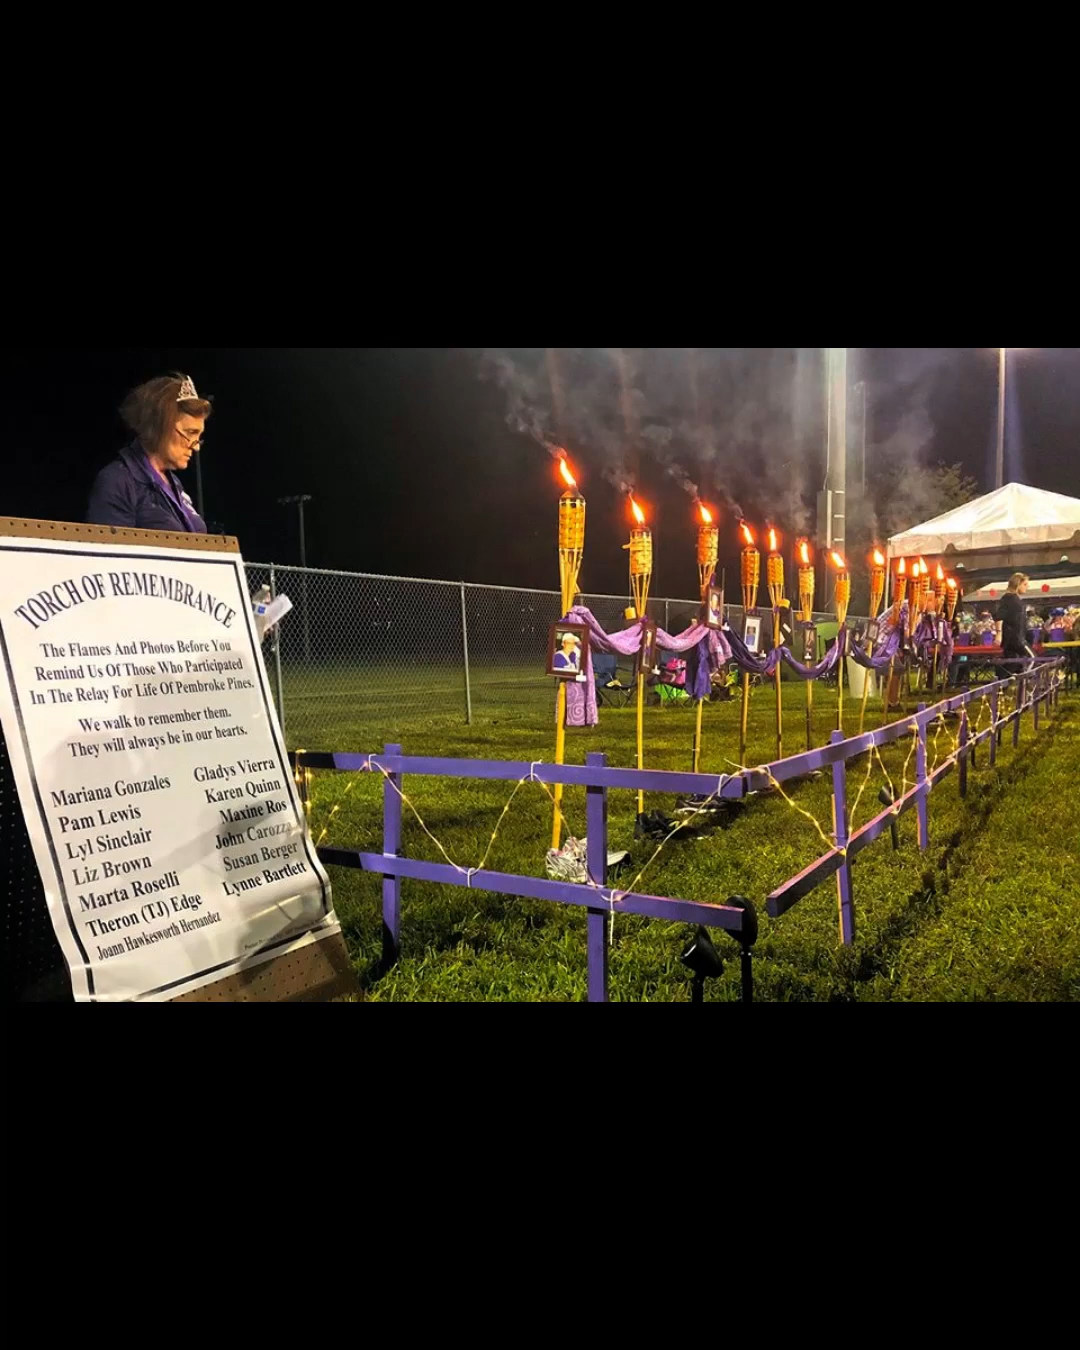 TORCH OF REMEMBRANCE
The Flames And Photos Before You
Remind Us Of Those Who Participated
In The Relay For Life Of Pembroke Pines.
We walk to remember them.
They will always be in our hearts.
Mariana Gonzales
Pam Lewis
Lyl Sinclair
Liz Brown
Marta Roselli
Theron (TJ) Edge
Joann Hawkesworth Hernandez
Gladys Vierra
Karen Quinn
Maxine Ros
John Carozza
Susan Berger
Lynne Bartlett